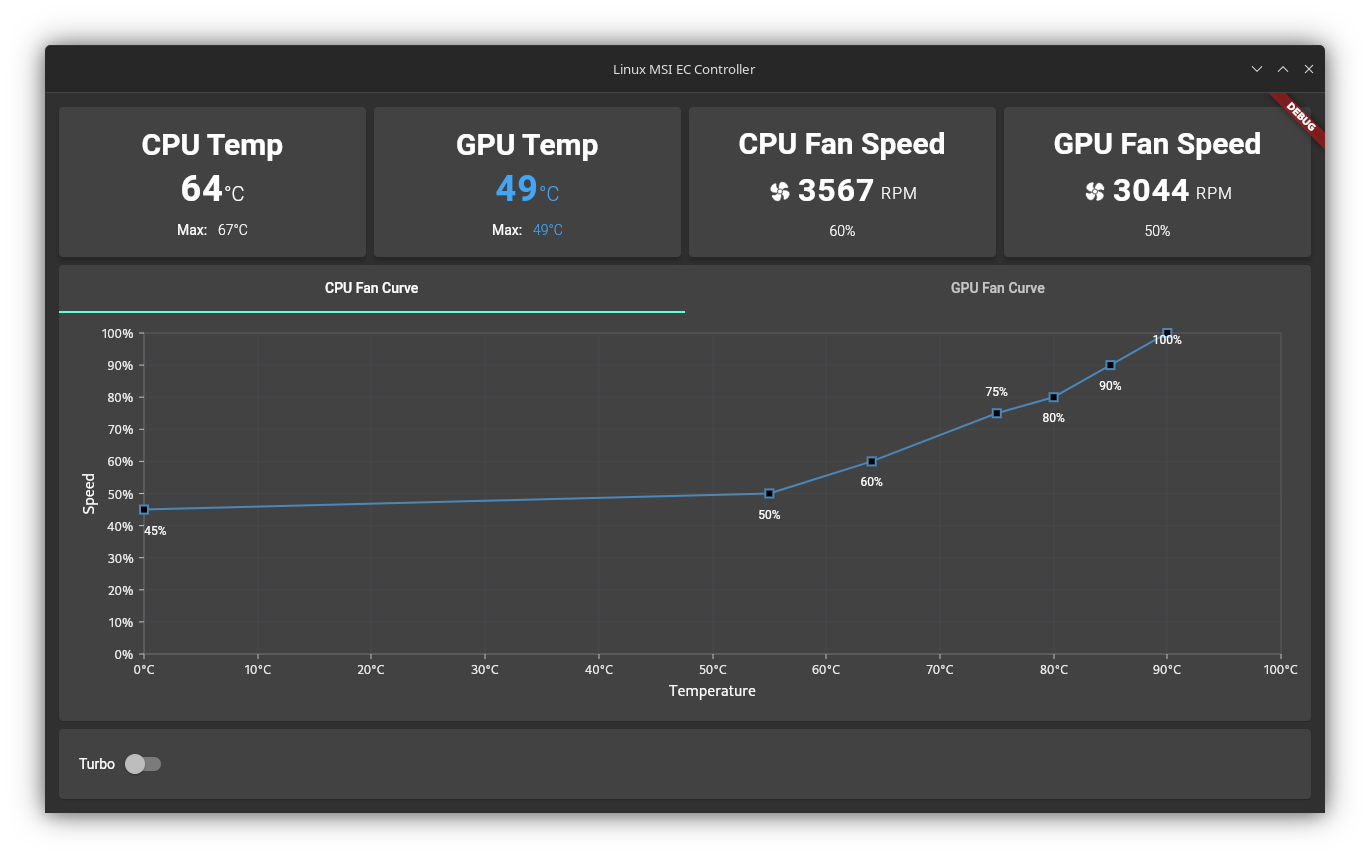 Linux MSI EC Controller
DEBUG
CPU Temp
64°C
Max: 67°C
GPU Temp
49°C
Max: 49°C
CPU Fan Speed
3567 RPM
60%
GPU Fan Speed
3044 RPM
50%
CPU Fan Curve
GPU Fan Curve
Speed
100%
90%
80%
70%
60%
50%
40%
30%
20%
10%
0%
45%
50%
60%
75%
80%
90%
100%
0°C 10°C 20°C 30°C 40°C 50°C 60°C 70°C 80°C 90°C 100°C
Temperature
Turbo